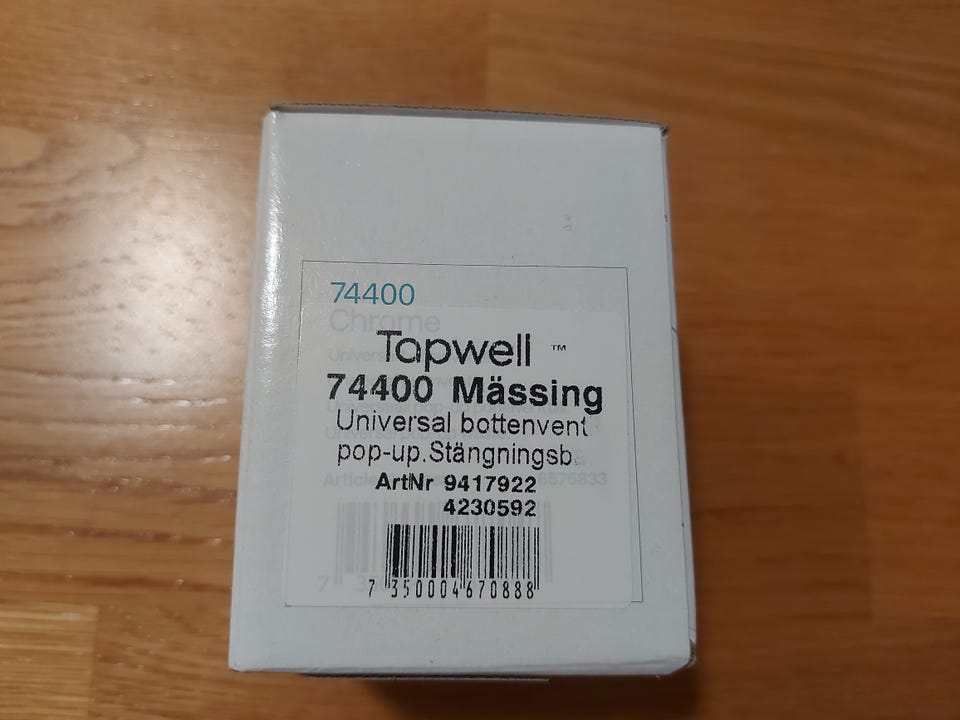 74400
Chrome
Tapwell ™
74400 Mässing
Universal bottenvent
pop-up.Stängningsb.
ArtNr 9417922
4230592
7 350004 670888